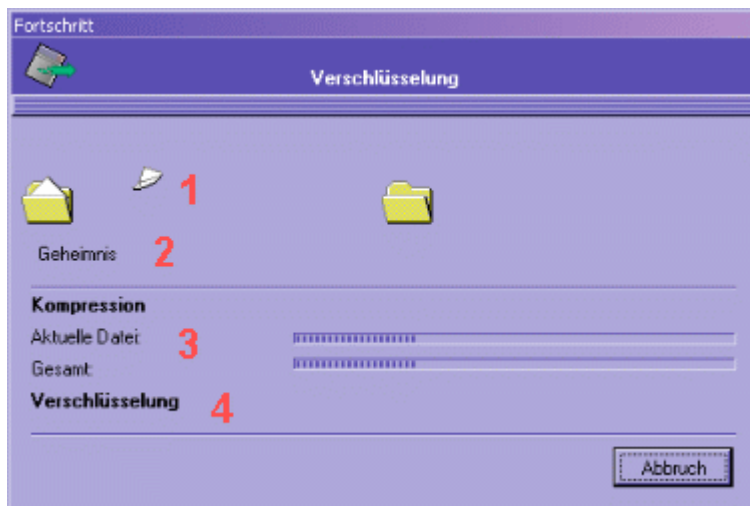 Fortschritt
Verschlüsselung
1
Geheimnis 2
Kompression
Aktuelle Datei: 3
Gesamt:
Verschlüsselung 4
Abbruch